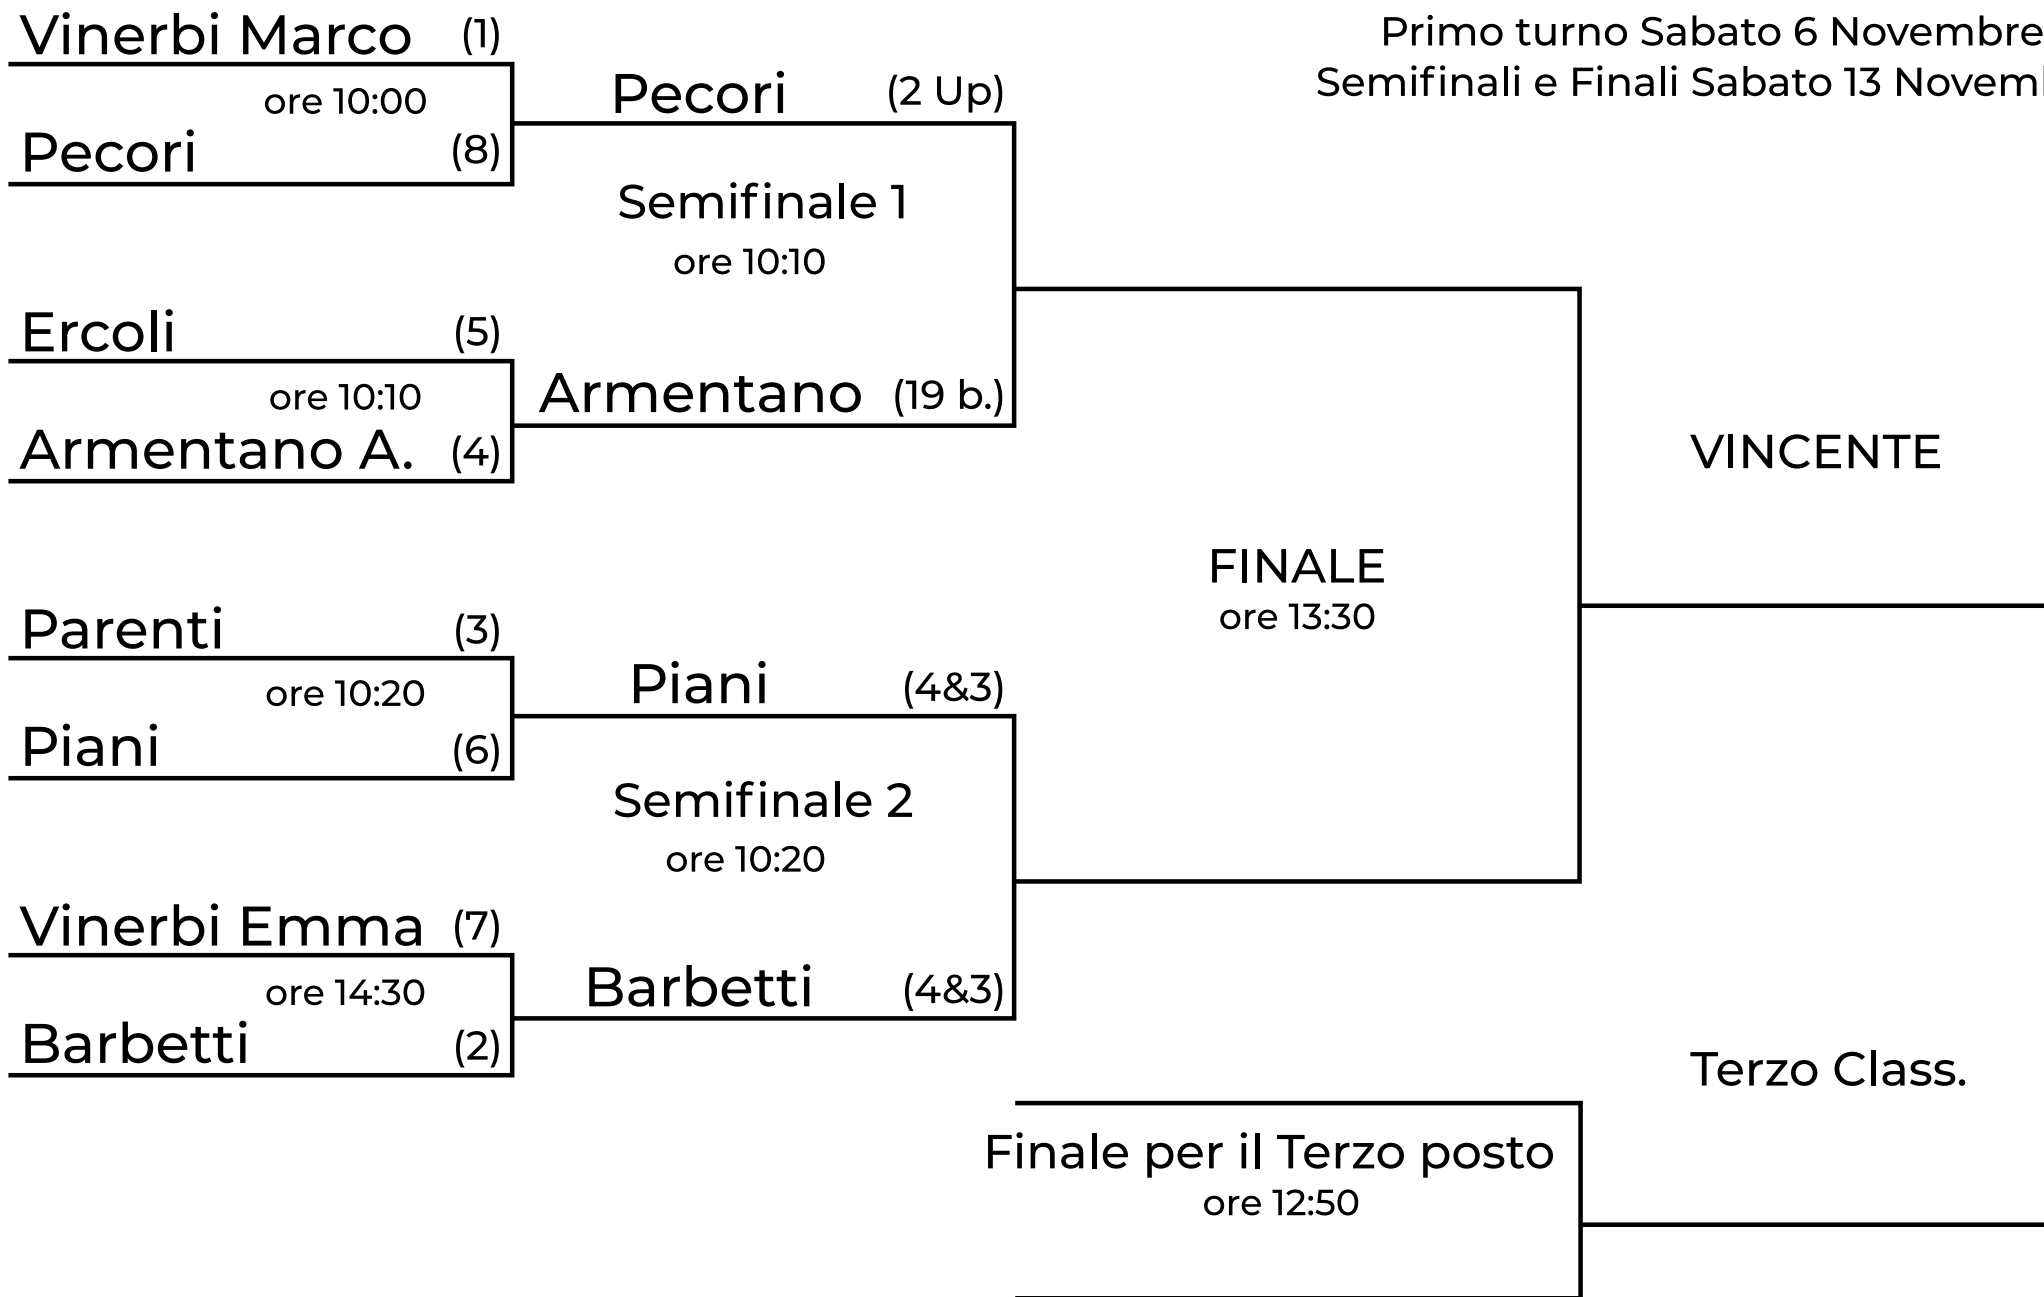 Primo turno Sabato 6 Novembre
Semifinali e Finali Sabato 13
Vinerbi Marco (1)
ore 10:00
Pecori (8)
Ercoli (5)
ore 10:10
Armentano A. (4)
Parenti (3)
ore 10:20
Piani (6)
Vinerbi Emma (7)
ore 14:30
Barbetti (2)
Pecori (2 Up)
Semifinale 1
ore 10:10
Armentano (19 b.)
Piani (4&3)
Semifinale 2
ore 10:20
Barbetti (4&3)
FINALE
ore 13:30
VINCENTE
Finale per il Terzo posto
ore 12:50
Terzo Class.